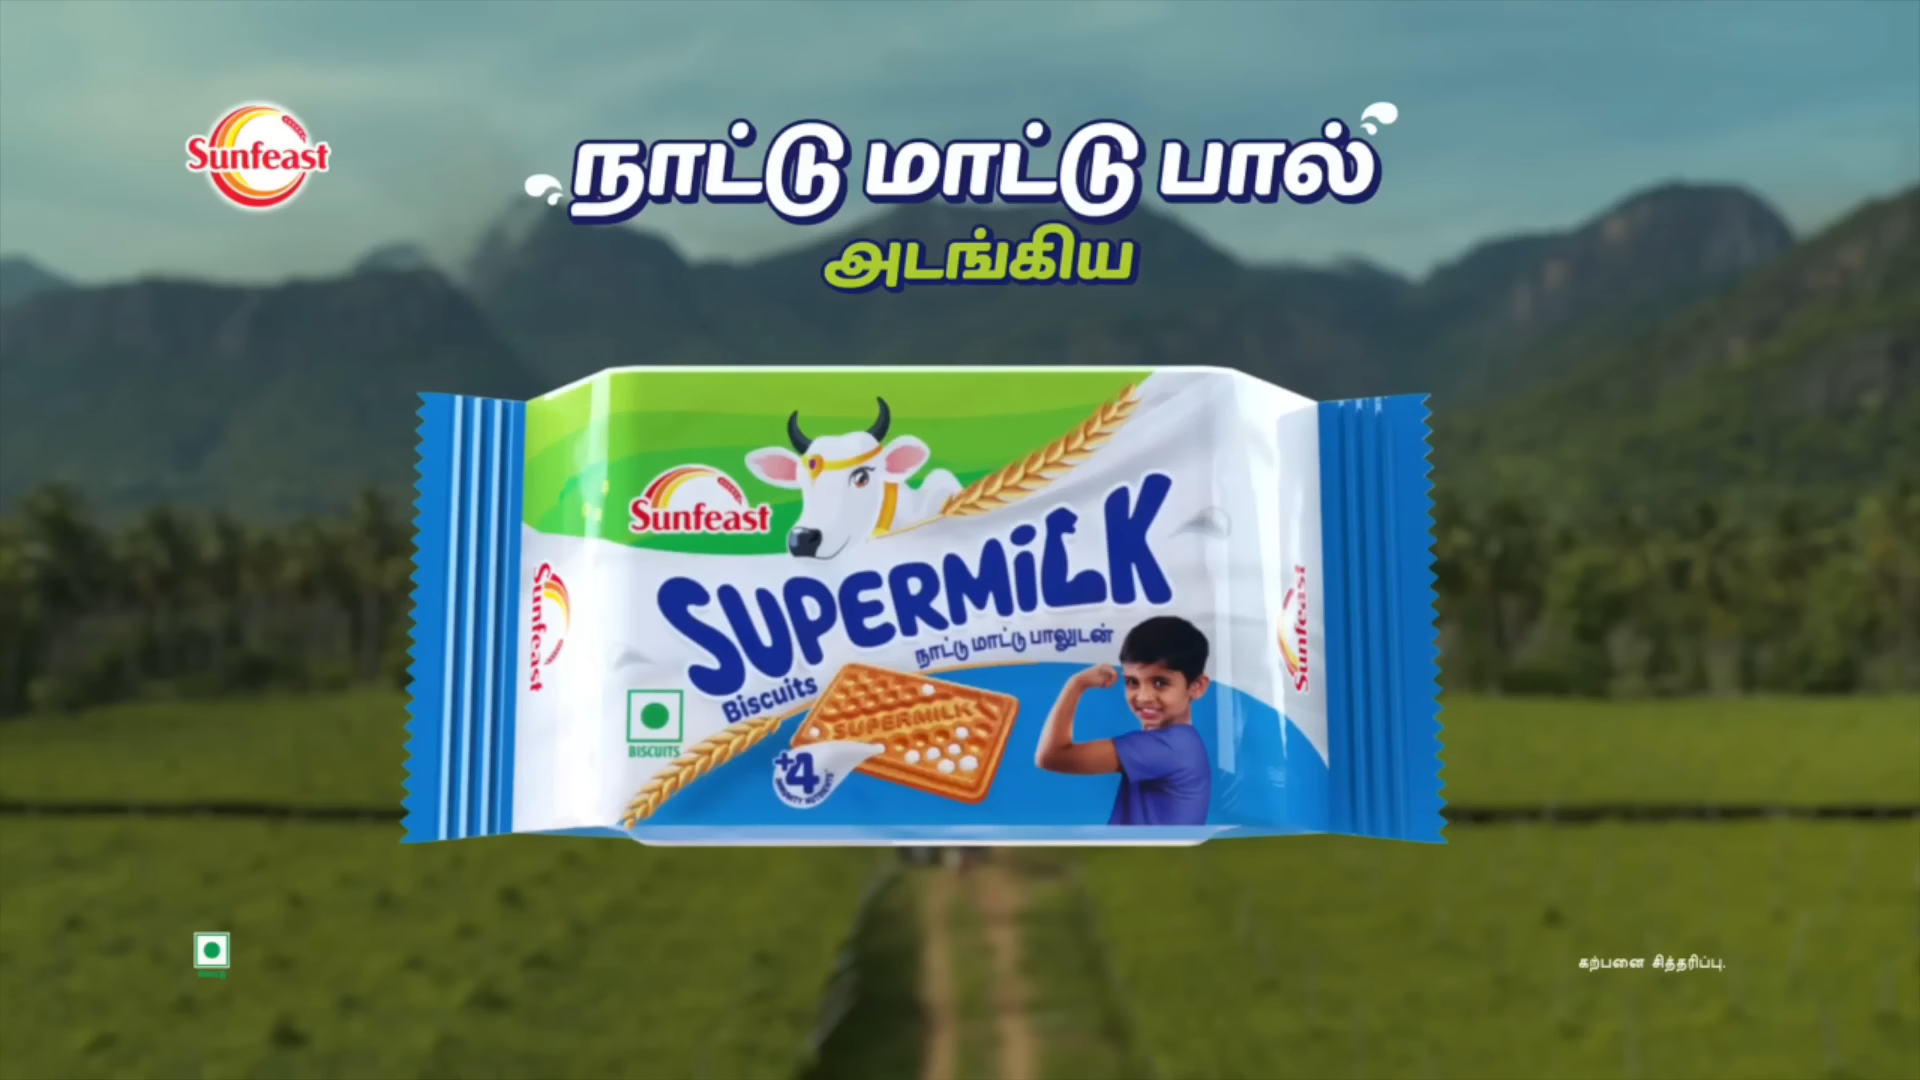 Sunfeast
நாட்டு மாட்டு பால்
அடங்கிய
Sunfeast
SUPERMiLK
நாட்டு மாட்டு பாலுடன்
Biscuits
SUPERMILK
BISCUITS
+4
Sunfeast
Sunfeast
கற்பனை சித்தரிப்பு.